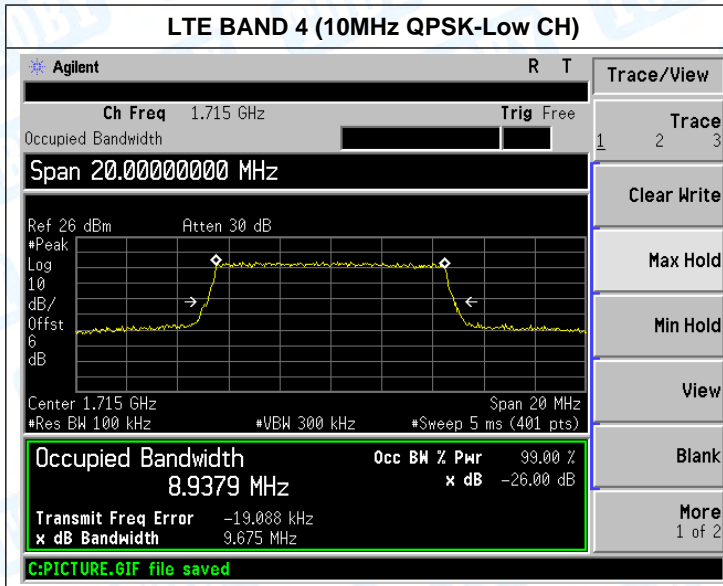 LTE BAND 4 (10MHz QPSK-Low CH)
Agilent R T
Trace/View
Ch Freq 1.715 GHz Trig Free
Occupied Bandwidth
Trace
1 2 3
Span 20.00000000 MHz
Clear Write
Ref 26 dBm Atten 30 dB
#Peak
Log
10
dB/
Offst
6
dB
Max Hold
Min Hold
View
Center 1.715 GHz Span 20 MHz
#Res BW 100 kHz #VBW 300 kHz #Sweep 5 ms (401 pts)
Occupied Bandwidth Occ BW % Pwr 99.00 %
8.9379 MHz x dB -26.00 dB
Blank
Transmit Freq Error -19.088 kHz
x dB Bandwidth 9.675 MHz
More
1 of 2
C:PICTURE.GIF file saved